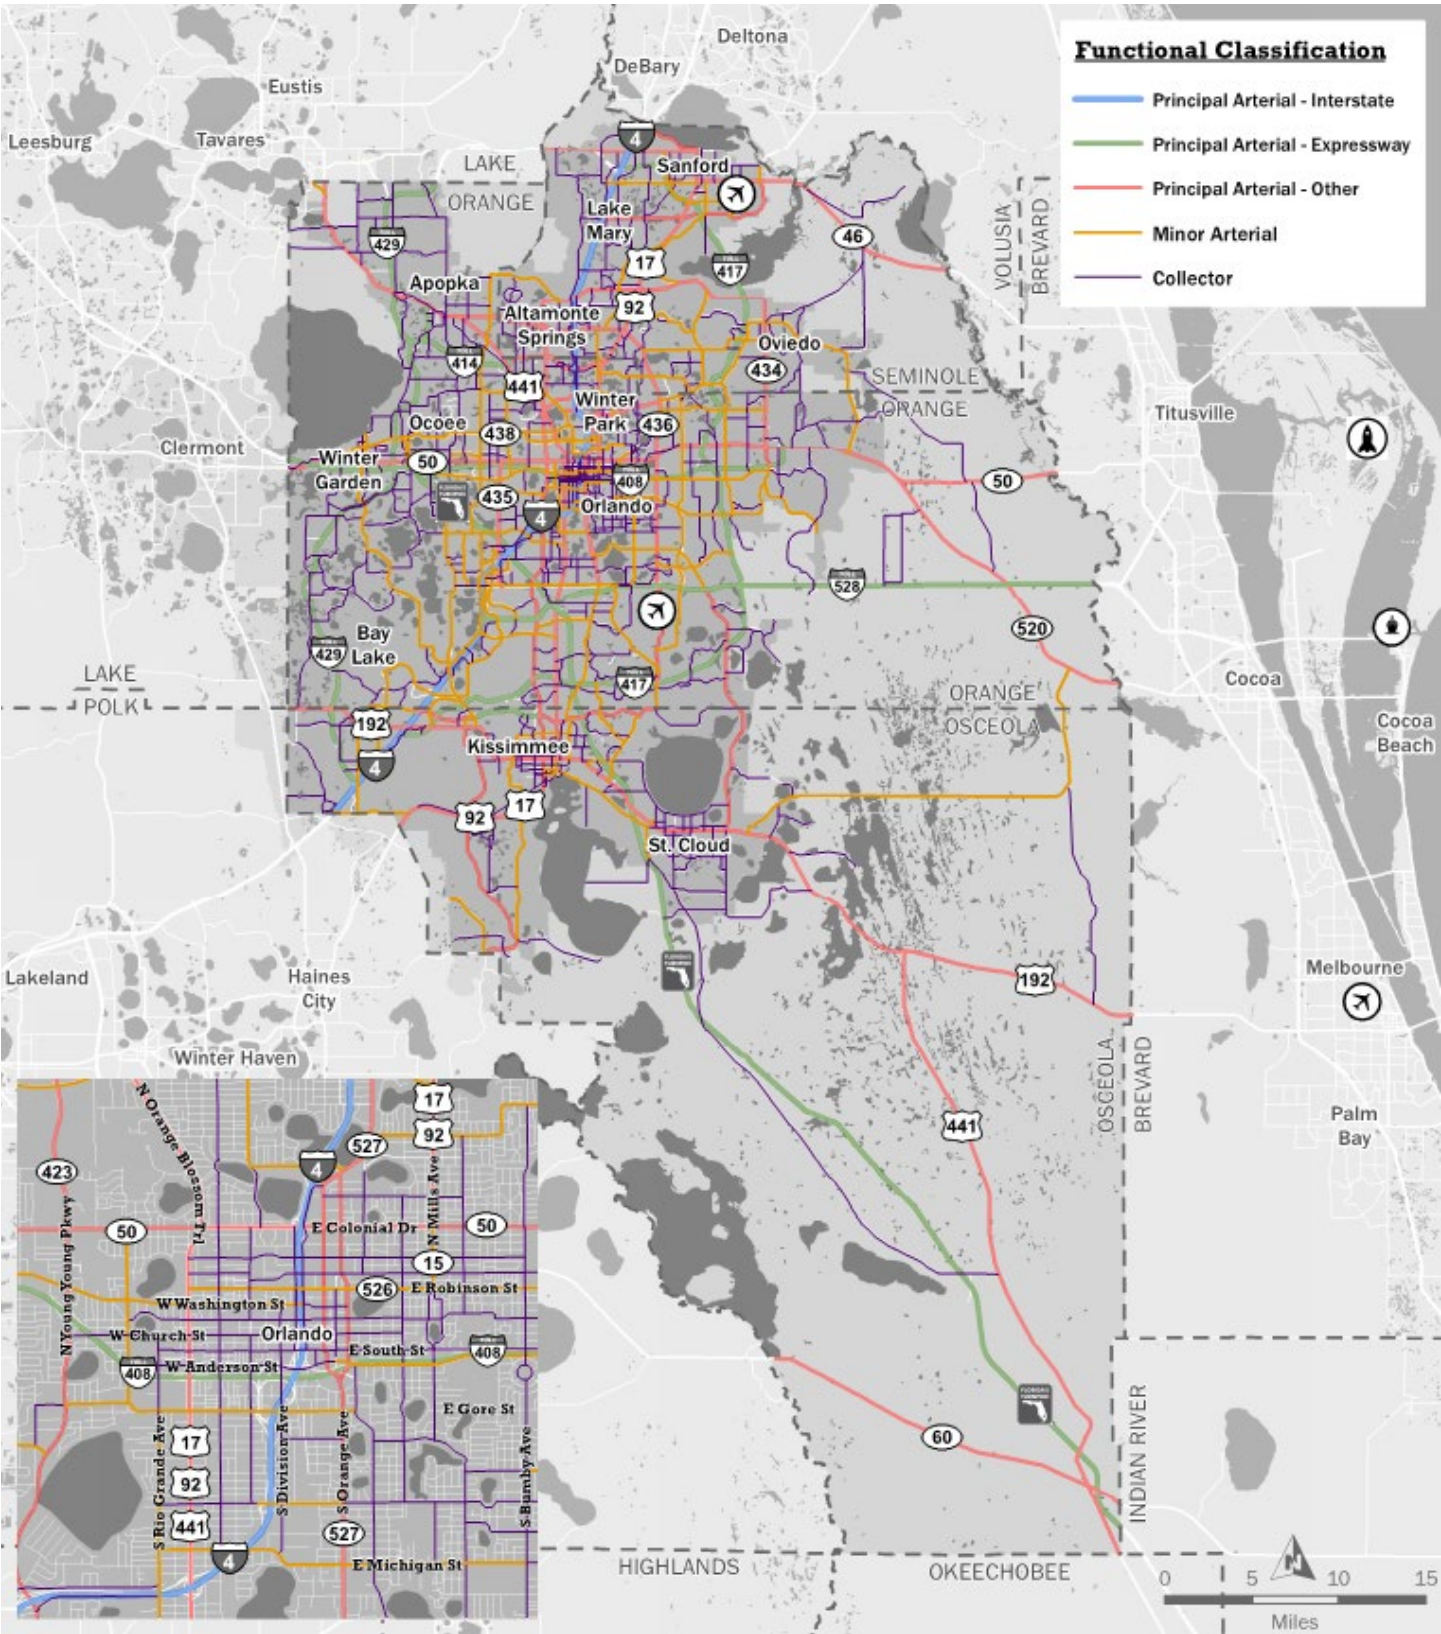 Functional Classification
Principal Arterial - Interstate
Principal Arterial - Expressway
Principal Arterial - Other
Minor Arterial
Collector
Deltona
DeBary
Eustis
Leesburg
Tavares
4
Sanford
LAKE
ORANGE
Lake
Mary
429
46
17
417
VOLUSIA
BREVARD
Apopka
92
Altamonte
Springs
Oviedo
414
434
441
SEMINOLE
ORANGE
Winter
Park
Titusville
Ocoee
438
436
Clermont
Winter
Garden
50
408
50
435
Orlando
4
528
520
Bay
Lake
429
417
LAKE
POLK
Cocoa
ORANGE
OSCEOLA
192
Cocoa
Beach
Kissimmee
4
17
92
St. Cloud
Lakeland
Haines
City
192
Melbourne
Winter Haven
OSCEOLA
BREVARD
441
Palm
Bay
60
INDIAN RIVER
HIGHLANDS
OKEECHOBEE
0 5 10 15
Miles
N
N Orange Blossom Trl
17
92
527
4
423
N Mills Ave
E Colonial Dr
50
50
N Young Young Pkwy
15
526
E Robinson St
W Washington St
W Church St
Orlando
E South St
408
W Anderson St
408
E Gore St
S Rio Grande Ave
17
92
441
S Division Ave
S Orange Ave
S Bumby Ave
527
4
E Michigan St